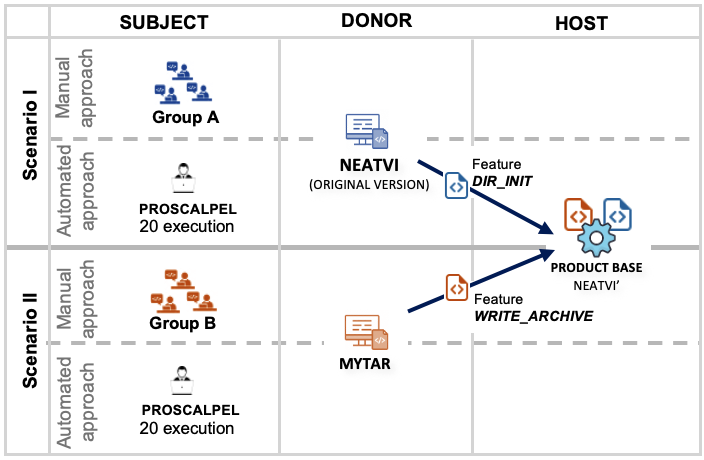 SUBJECT
DONOR
HOST
Scenario I
Manual
approach
Group A
Automated
approach
PROSCALPEL
20 execution
NEATVI
(ORIGINAL VERSION)
Feature
DIR_INIT
PRODUCT BASE
NEATVI’
Scenario II
Manual
approach
Group B
Feature
WRITE_ARCHIVE
MYTAR
Automated
approach
PROSCALPEL
20 execution